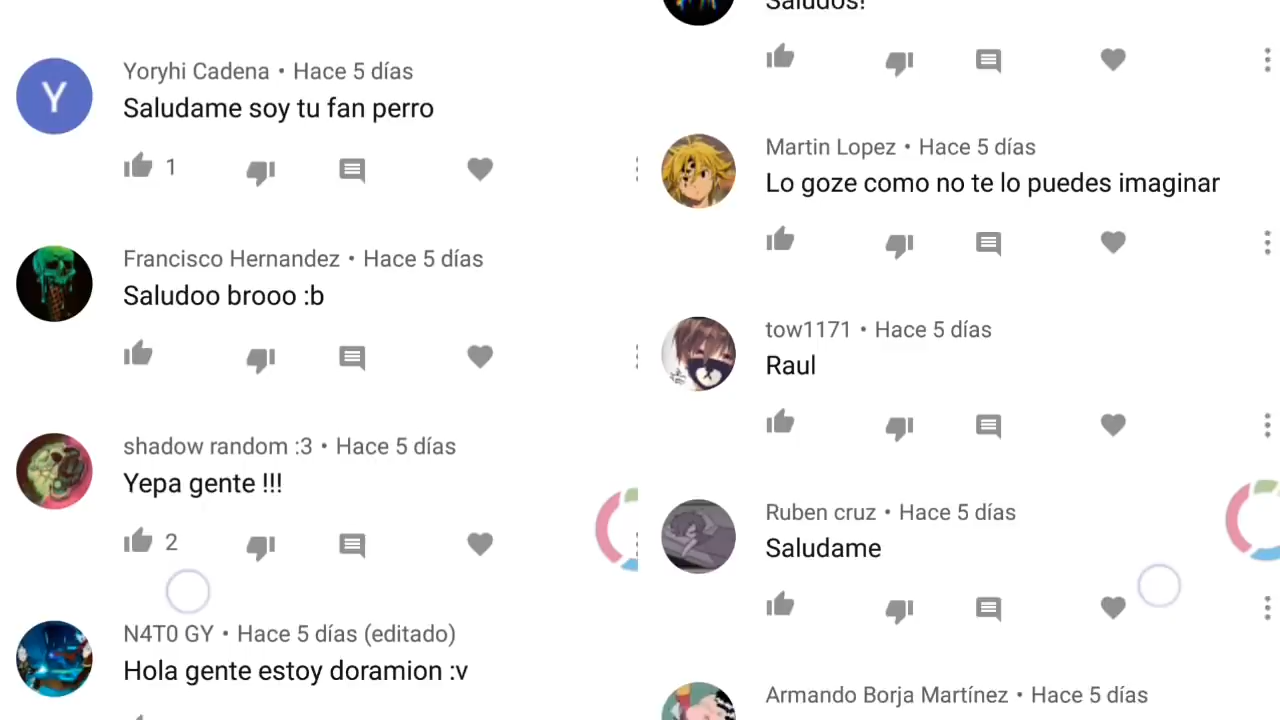 Yoryhi Cadena • Hace 5 días
Saludame soy tu fan perro
1
Francisco Hernandez • Hace 5 días
Saludoo brooo :b
shadow random :3 • Hace 5 días
Yepa gente !!!
2
N4T0 GY • Hace 5 días (editado)
Hola gente estoy doramion :v
Saludos!
Martin Lopez • Hace 5 días
Lo goze como no te lo puedes imaginar
tow1171 • Hace 5 días
Raul
Ruben cruz • Hace 5 días
Saludame
Armando Borja Martínez • Hace 5 días